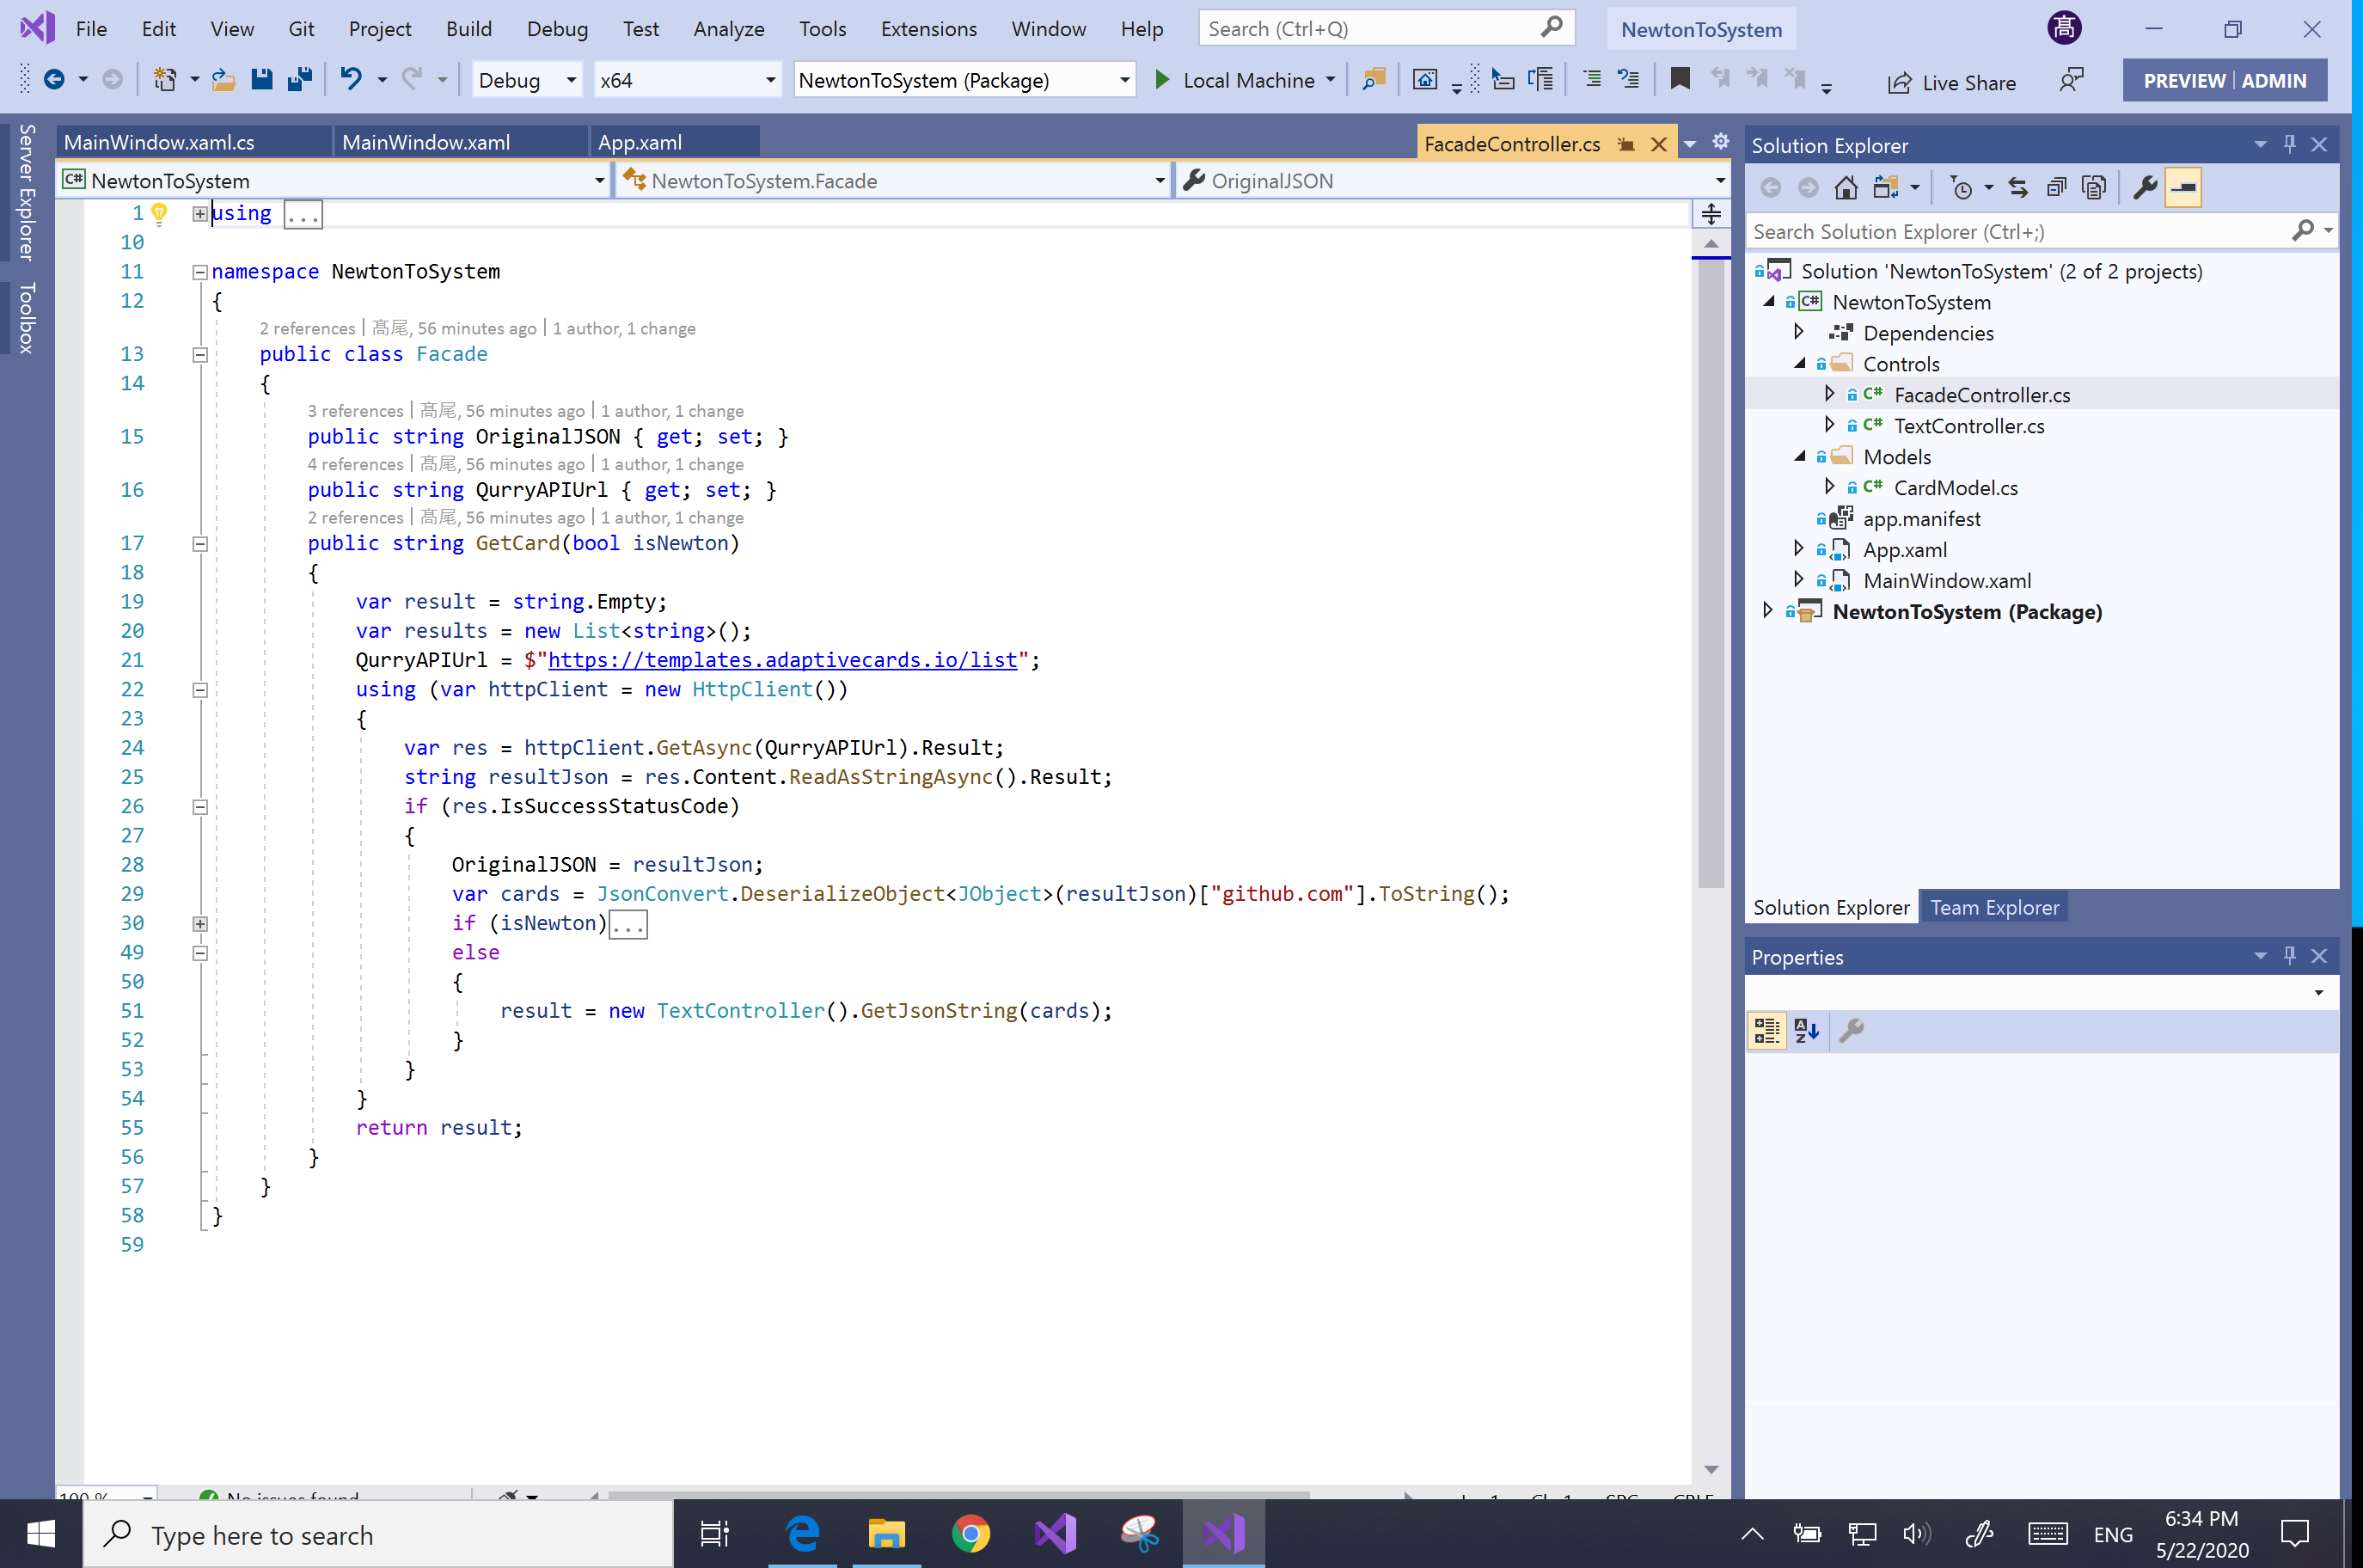 File Edit View Git Project Build Debug Test Analyze Tools Extensions Window Help Search (Ctrl+Q) NewtonToSystem 髙
Debug x64 NewtonToSystem (Package) Local Machine Live Share PREVIEW ADMIN
Server Explorer
Toolbox
MainWindow.xaml.cs MainWindow.xaml App.xaml FacadeController.cs
C# NewtonToSystem NewtonToSystem.Facade OriginalJSON
1 using ...
10
11 namespace NewtonToSystem
12 {
2 references | 髙尾, 56 minutes ago | 1 author, 1 change
13 public class Facade
14 {
3 references | 髙尾, 56 minutes ago | 1 author, 1 change
15 public string OriginalJSON { get; set; }
4 references | 髙尾, 56 minutes ago | 1 author, 1 change
16 public string QurryAPIUrl { get; set; }
2 references | 髙尾, 56 minutes ago | 1 author, 1 change
17 public string GetCard(bool isNewton)
18 {
19 var result = string.Empty;
20 var results = new List<string>();
21 QurryAPIUrl = $"https://templates.adaptivecards.io/list";
22 using (var httpClient = new HttpClient())
23 {
24 var res = httpClient.GetAsync(QurryAPIUrl).Result;
25 string resultJson = res.Content.ReadAsStringAsync().Result;
26 if (res.IsSuccessStatusCode)
27 {
28 OriginalJSON = resultJson;
29 var cards = JsonConvert.DeserializeObject<JObject>(resultJson)["github.com"].ToString();
30 if (isNewton)...
49 else
50 {
51 result = new TextController().GetJsonString(cards);
52 }
53 }
54 }
55 return result;
56 }
57 }
58 }
59
100 % No issues found Ln: 1 Ch: 1 SPC CRLF
Solution Explorer
Search Solution Explorer (Ctrl+;)
Solution 'NewtonToSystem' (2 of 2 projects)
C# NewtonToSystem
Dependencies
Controls
C# FacadeController.cs
C# TextController.cs
Models
C# CardModel.cs
app.manifest
App.xaml
MainWindow.xaml
NewtonToSystem (Package)
Solution Explorer Team Explorer
Properties
Type here to search
ENG
6:34 PM
5/22/2020